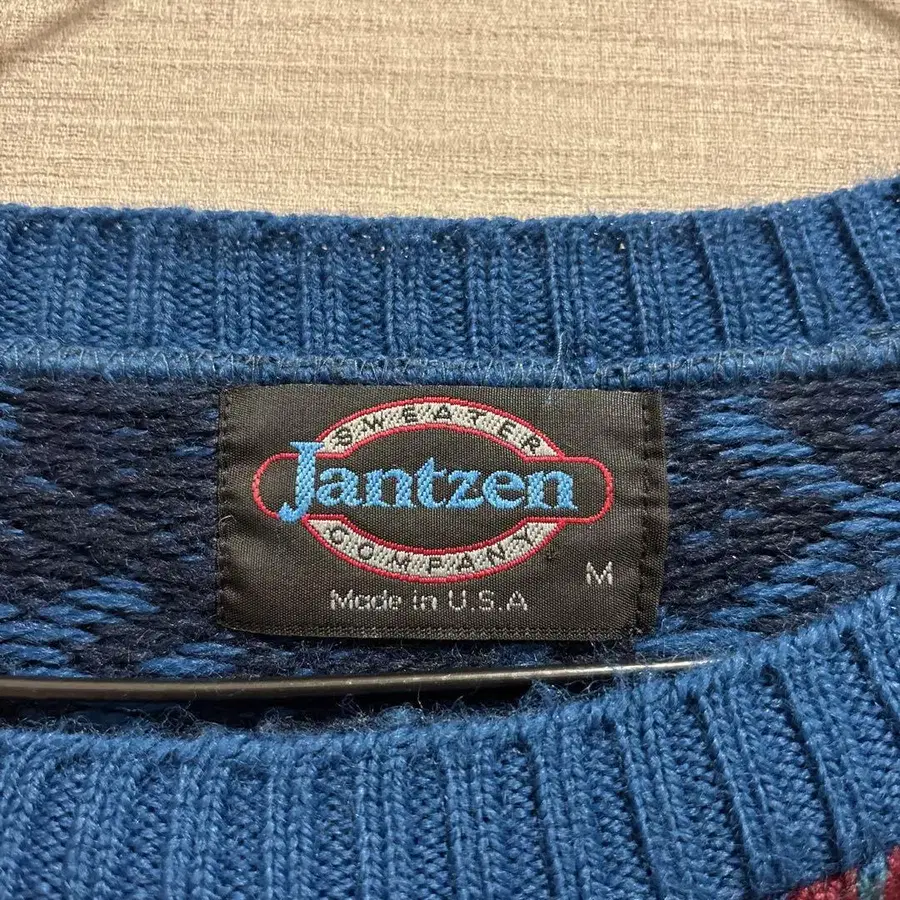 SWEATER
Jantzen
COMPANY
M
Made in U.S.A